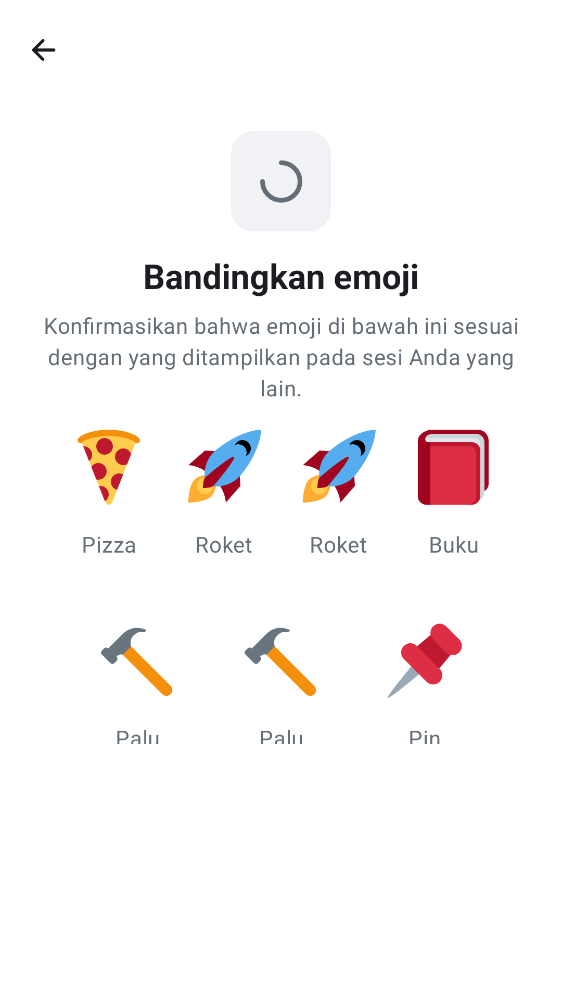 Bandingkan emoji
Konfirmasikan bahwa emoji di bawah ini sesuai
dengan yang ditampilkan pada sesi Anda yang
lain.
Pizza Roket Roket Buku
Palu Palu Pin